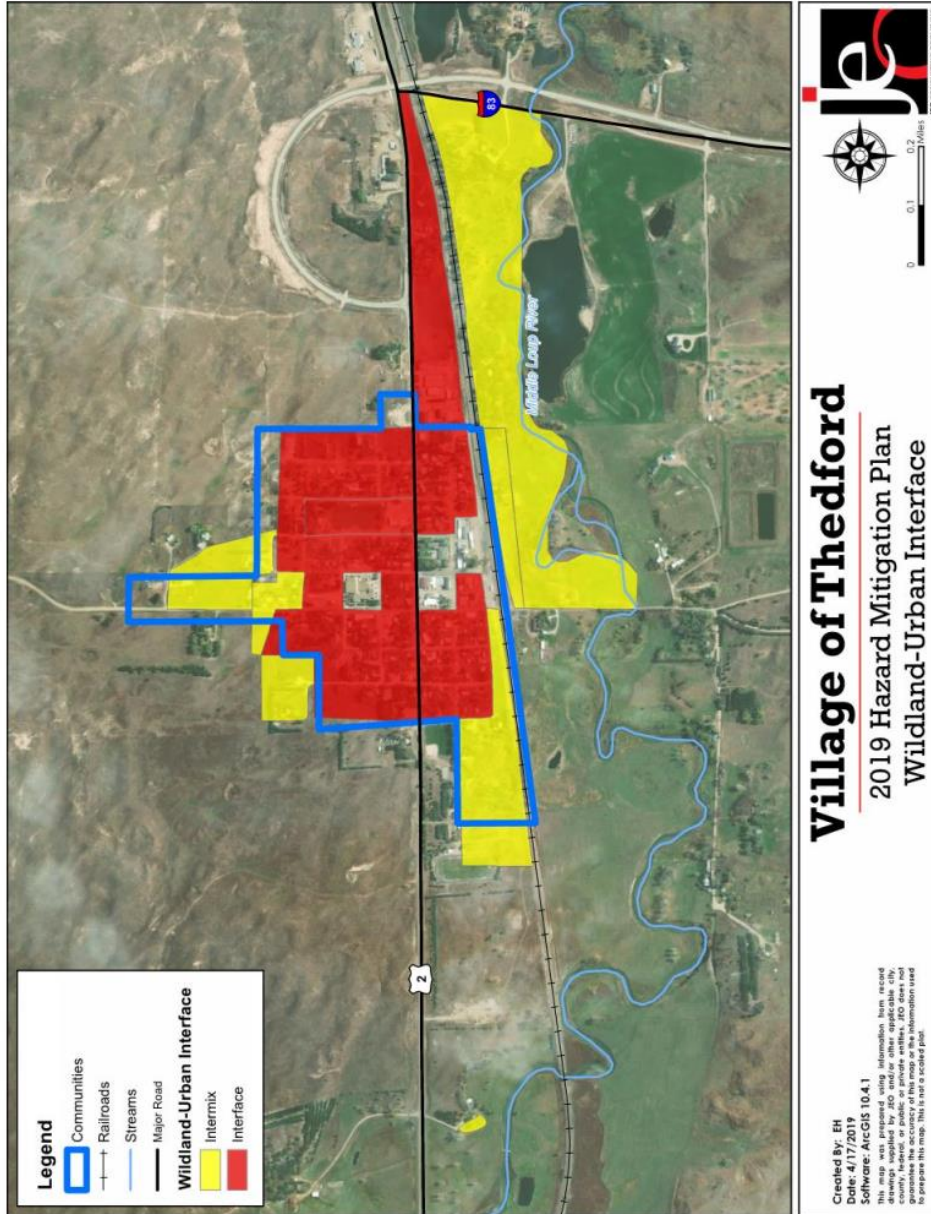 Legend
Communities
Railroads
Streams
Major Road
Wildland-Urban Interface
Intermix
Interface
2
83
Middle Loup River
Created By: EH
Date: 4/17/2019
Software: ArcGIS 10.4.1
This map was prepared using information from record
drawings supplied by JEO and/or other applicable city,
county, federal, or public or private entities. JEO does not
guarantee the accuracy of this map or the information used
to prepare this map. This is not a scaled plat.
Village of Thedford
2019 Hazard Mitigation Plan
Wildland-Urban Interface
0 0.1 0.2
Miles
jeo